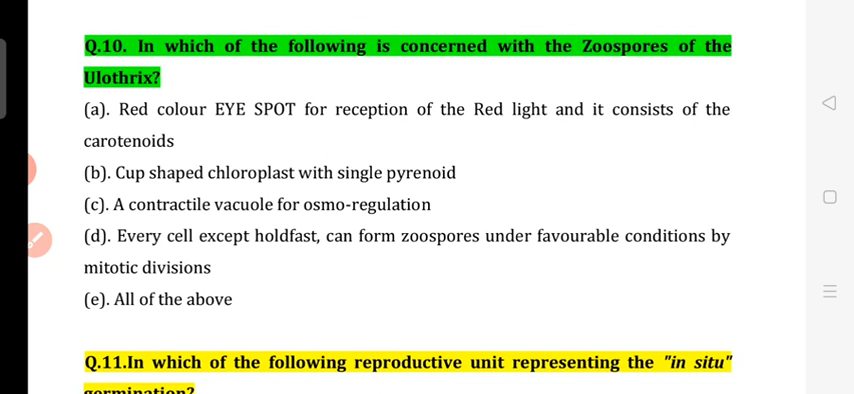 Q.10. In which of the following is concerned with the Zoospores of the
Ulothrix?
(a). Red colour EYE SPOT for reception of the Red light and it consists of the
carotenoids
(b). Cup shaped chloroplast with single pyrenoid
(c). A contractile vacuole for osmo-regulation
(d). Every cell except holdfast, can form zoospores under favourable conditions by
mitotic divisions
(e). All of the above
Q.11.In which of the following reproductive unit representing the "in situ"
germination?